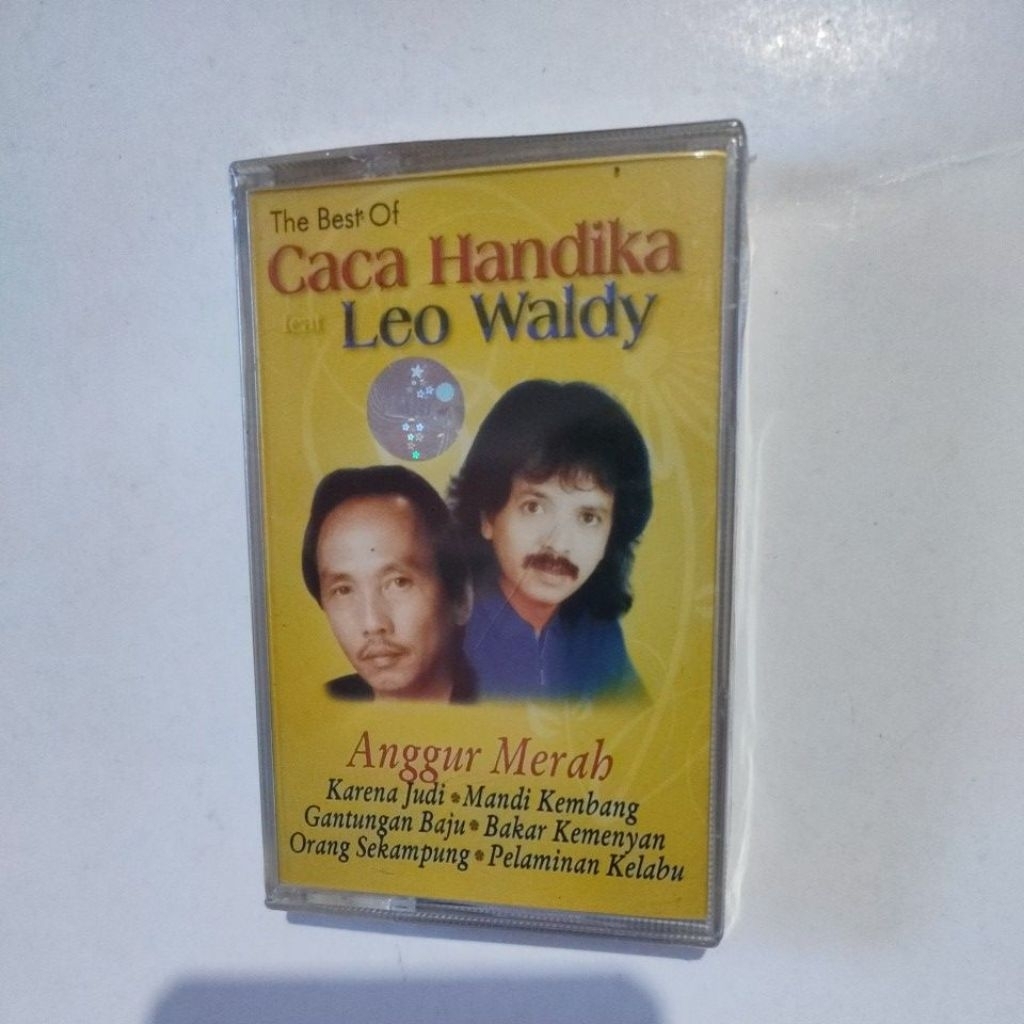 The Best Of
Caca Handika
feat Leo Waldy
Anggur Merah
Karena Judi • Mandi Kembang
Gantungan Baju • Bakar Kemenyan
Orang Sekampung • Pelaminan Kelabu